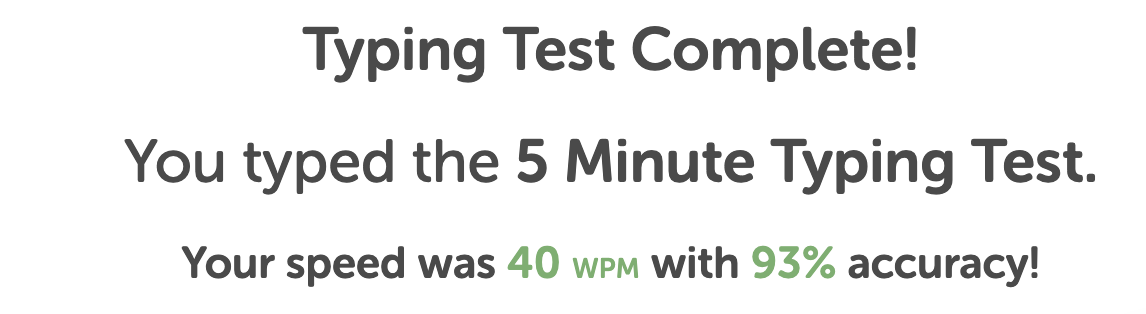 Typing Test Complete!
You typed the 5 Minute Typing Test.
Your speed was 40 WPM with 93% accuracy!